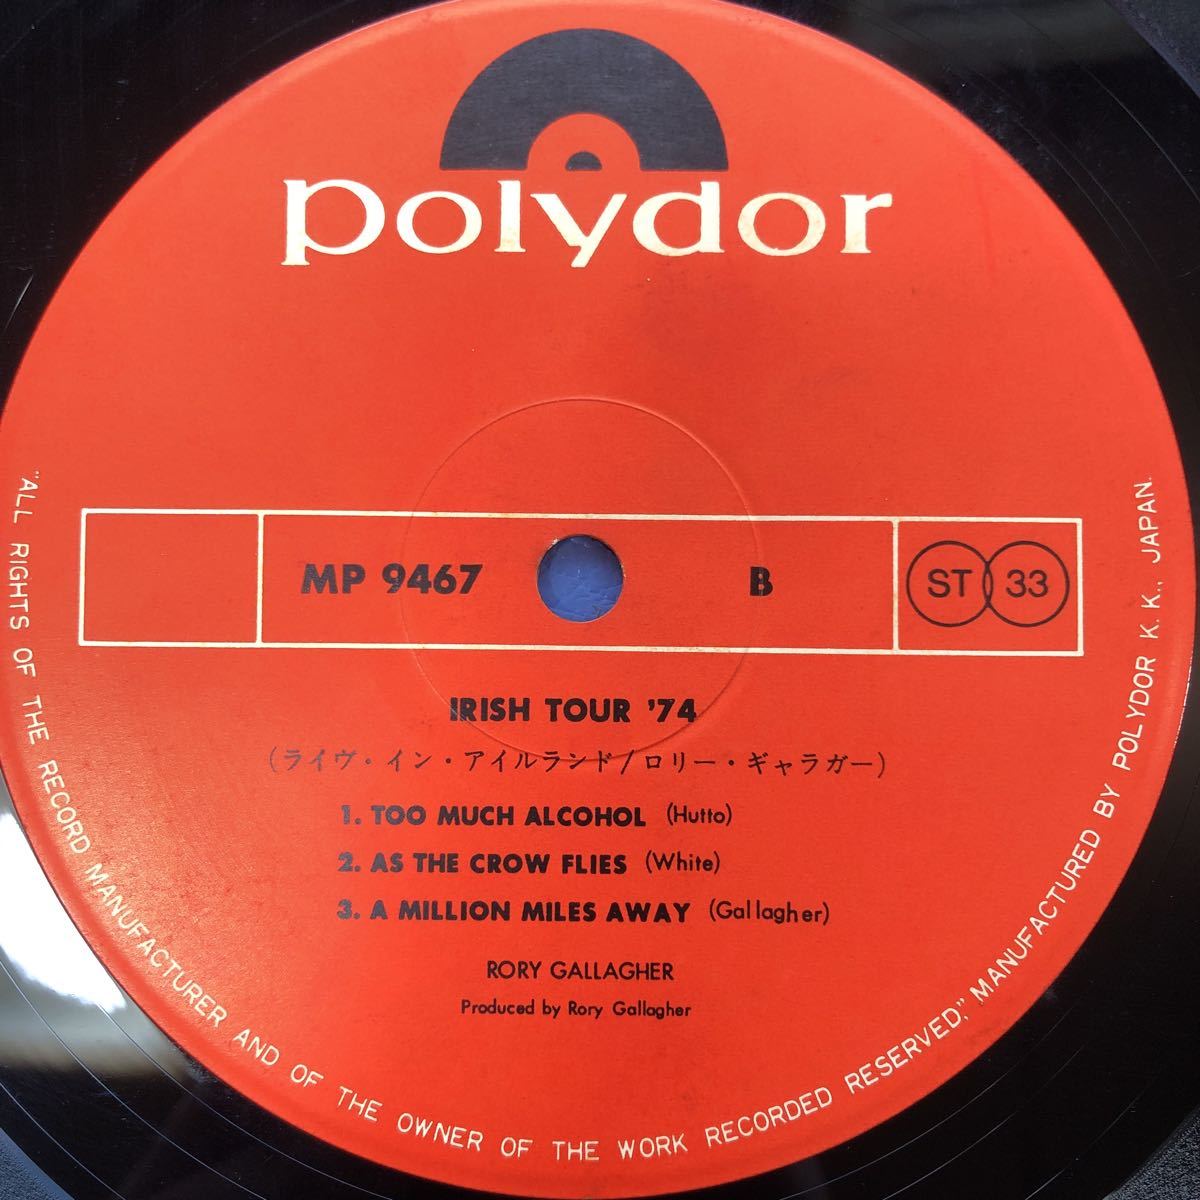 polydor
MP 9467 B ST 33
IRISH TOUR '74
(ライヴ・イン・アイルランド/ロリー・ギャラガー)
1. TOO MUCH ALCOHOL (Hutto)
2. AS THE CROW FLIES (White)
3. A MILLION MILES AWAY (Gallagher)
RORY GALLAGHER
Produced by Rory Gallagher
"ALL RIGHTS OF THE RECORD MANUFACTURER AND OF THE OWNER OF THE WORK RECORDED RESERVED," MANUFACTURED BY POLYDOR K. K., JAPAN.